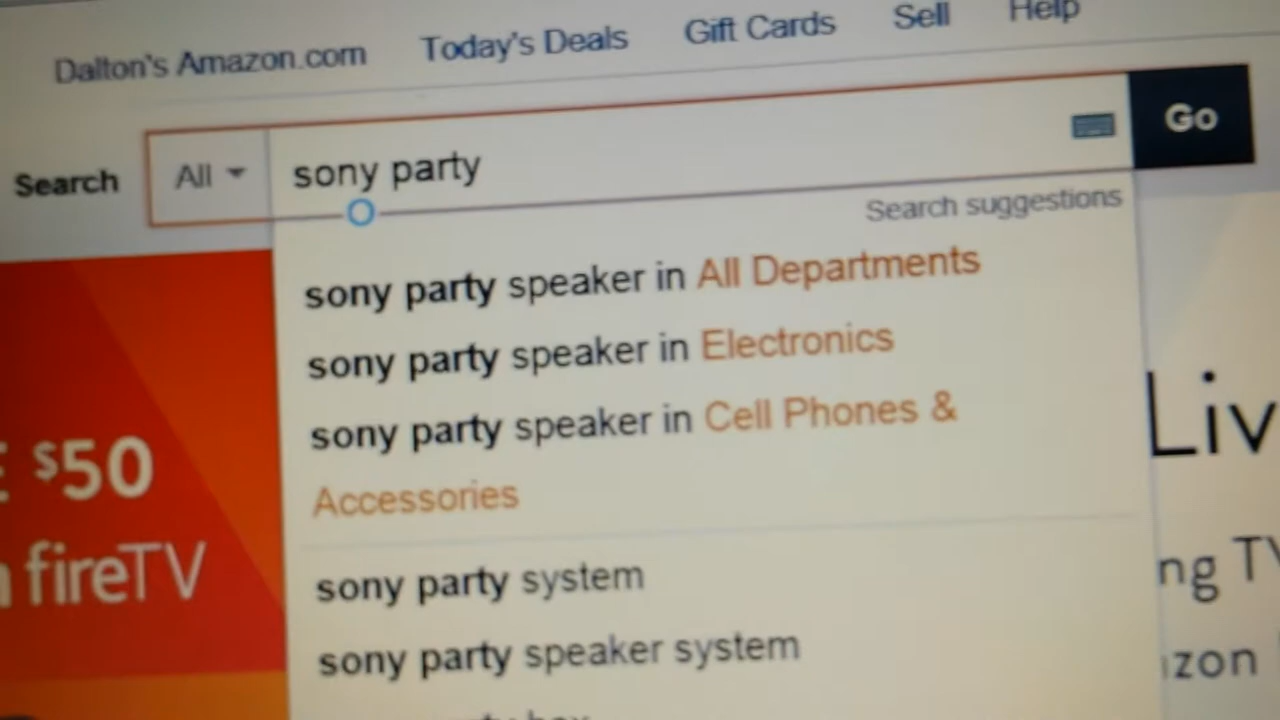 Dalton's Amazon.com Today's Deals Gift Cards Sell Help
Search All sony party Go
Search suggestions
sony party speaker in All Departments
sony party speaker in Electronics
sony party speaker in Cell Phones &
Accessories
sony party system
sony party speaker system
$50
fireTV
Liv
ng TV
zon